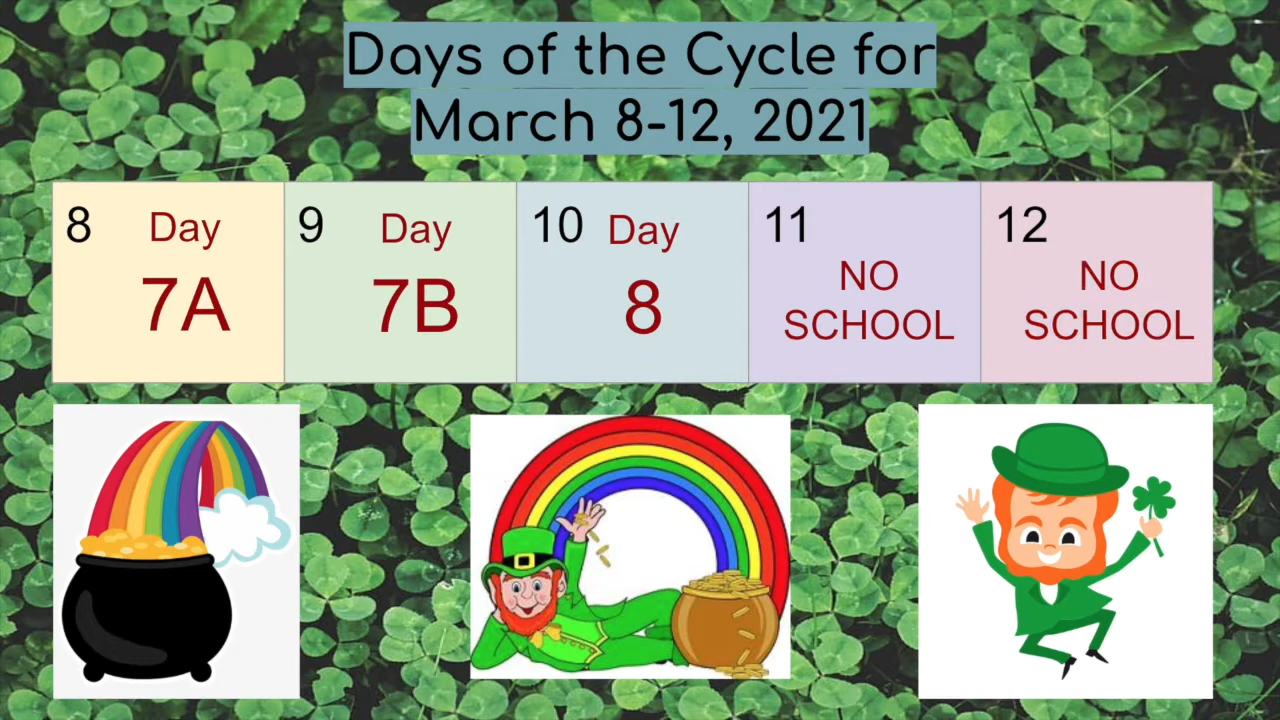 Days of the Cycle for
March 8-12, 2021
8 Day
7A
9 Day
7B
10 Day
8
11
NO
SCHOOL
12
NO
SCHOOL